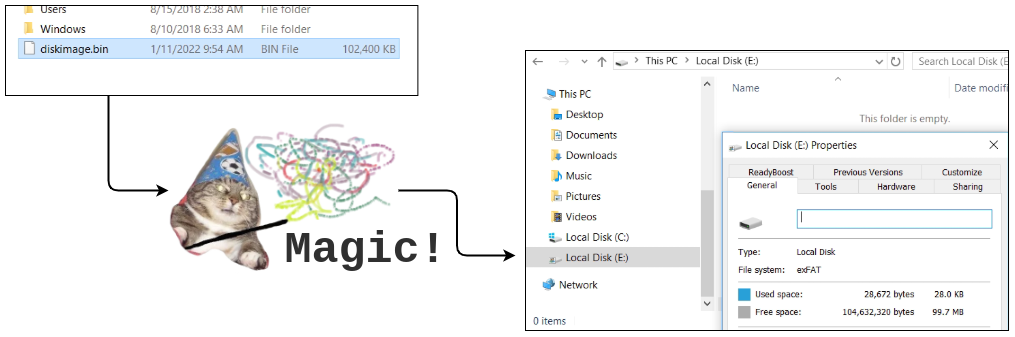 Users 8/15/2018 2:38 AM File folder
Windows 8/10/2018 6:33 AM File folder
diskimage.bin 1/11/2022 9:54 AM BIN File 102,400 KB
Magic!
This PC Local Disk (E:) Search Local Disk (E
This PC
Desktop
Documents
Downloads
Music
Pictures
Videos
Local Disk (C:)
Local Disk (E:)
Network
0 items
Name Date modifi
This folder is empty.
Local Disk (E:) Properties
ReadyBoost Previous Versions Customize
General Tools Hardware Sharing
Type: Local Disk
File system: exFAT
Used space: 28,672 bytes 28.0 KB
Free space: 104,632,320 bytes 99.7 MB